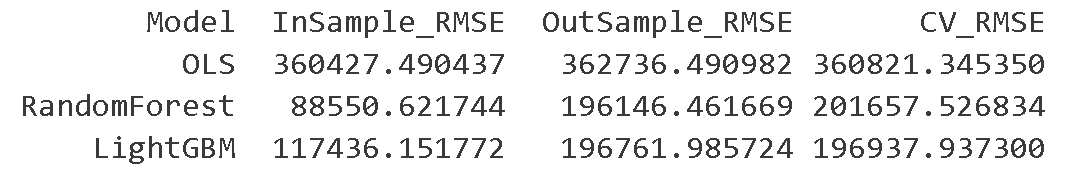 Model InSample_RMSE OutSample_RMSE CV_RMSE
OLS 360427.490437 362736.490982 360821.345350
RandomForest 88550.621744 196146.461669 201657.526834
LightGBM 117436.151772 196761.985724 196937.937300